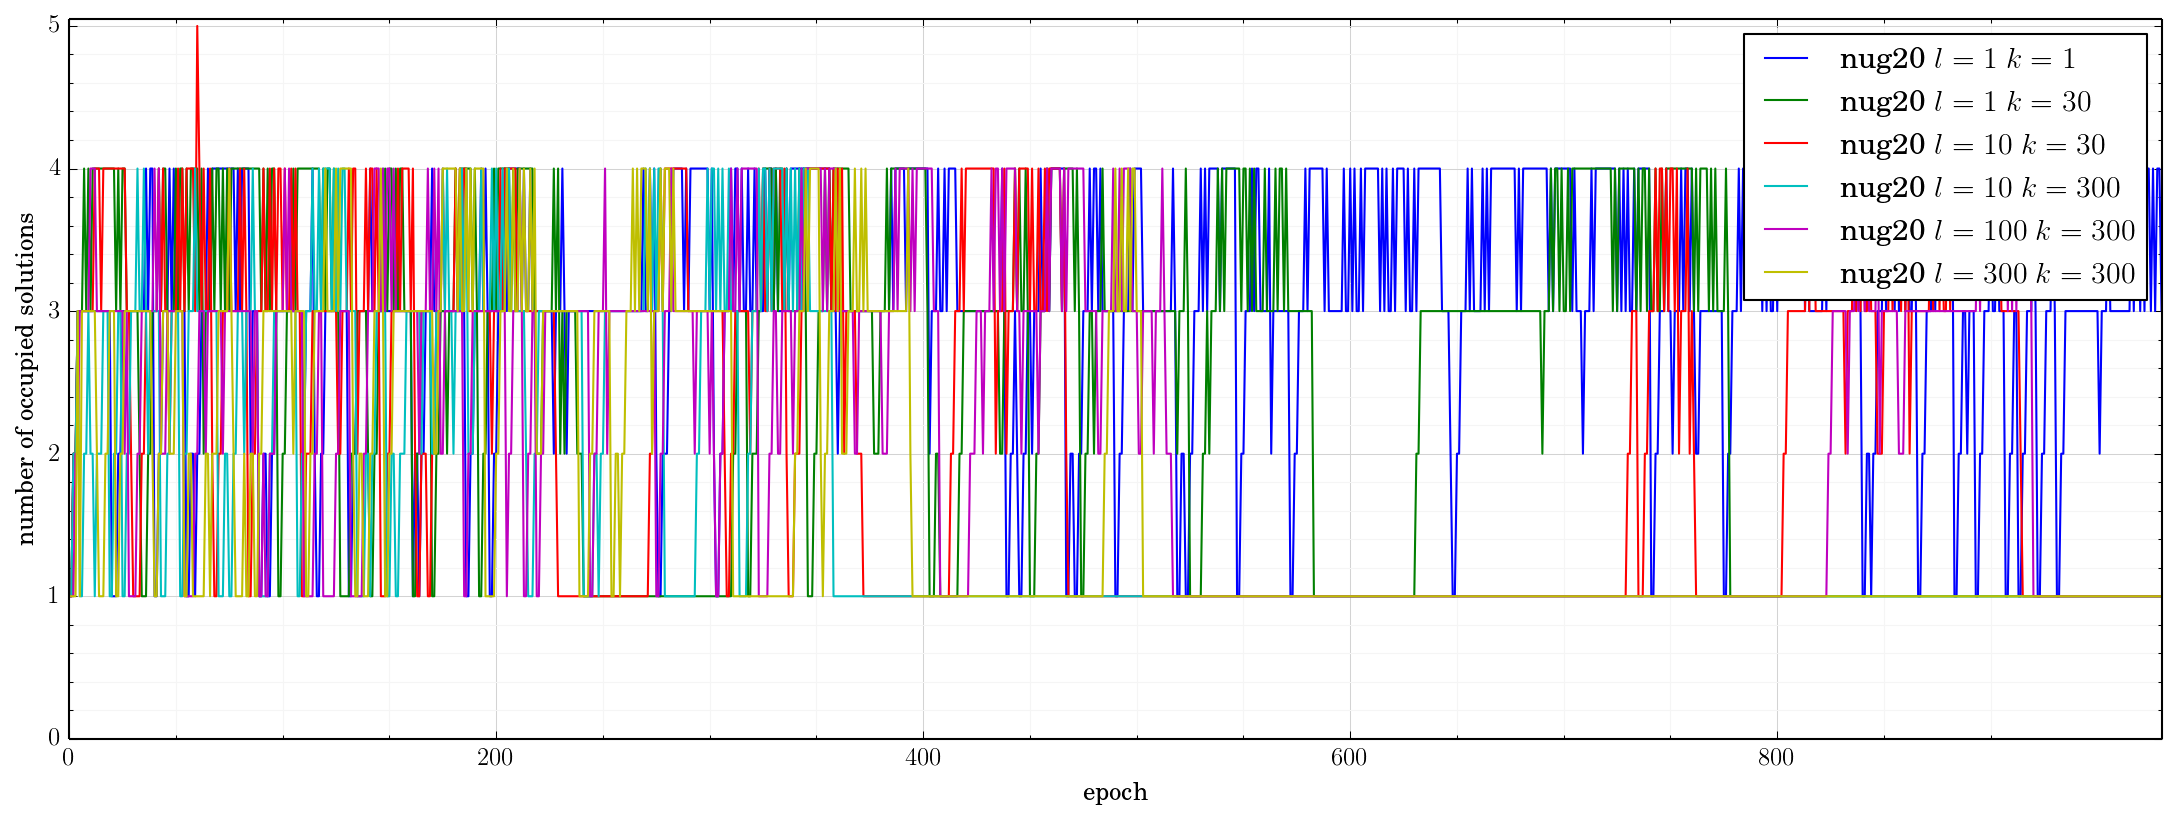 number of occupied solutions
5
4
3
2
1
0
nug20 l = 1 k = 1
nug20 l = 1 k = 30
nug20 l = 10 k = 30
nug20 l = 10 k = 300
nug20 l = 100 k = 300
nug20 l = 300 k = 300
0 200 400 600 800
epoch